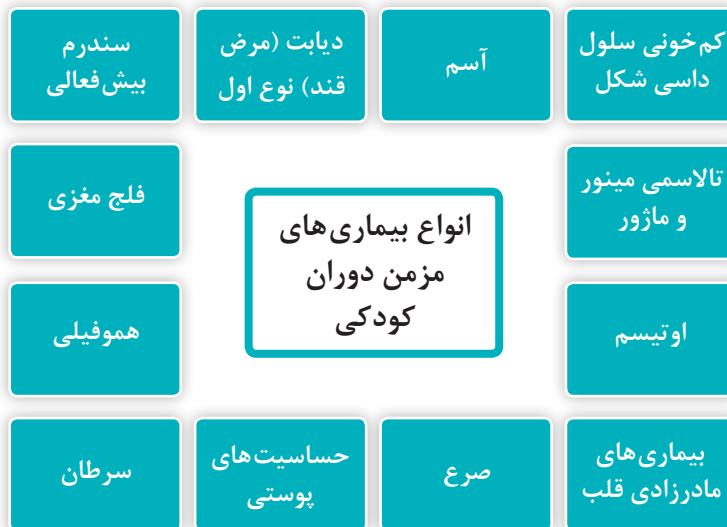 کم‌خونی سلول
داسی شکل
آسم
دیابت (مرض
قند) نوع اول
سندرم
بیش‌فعالی
تالاسمی مینور
و ماژور
انواع بیماری‌های
مزمن دوران
کودکی
فلج مغزی
اوتیسم
هموفیلی
بیماری‌های
مادرزادی قلب
صرع
حساسیت‌های
پوستی
سرطان